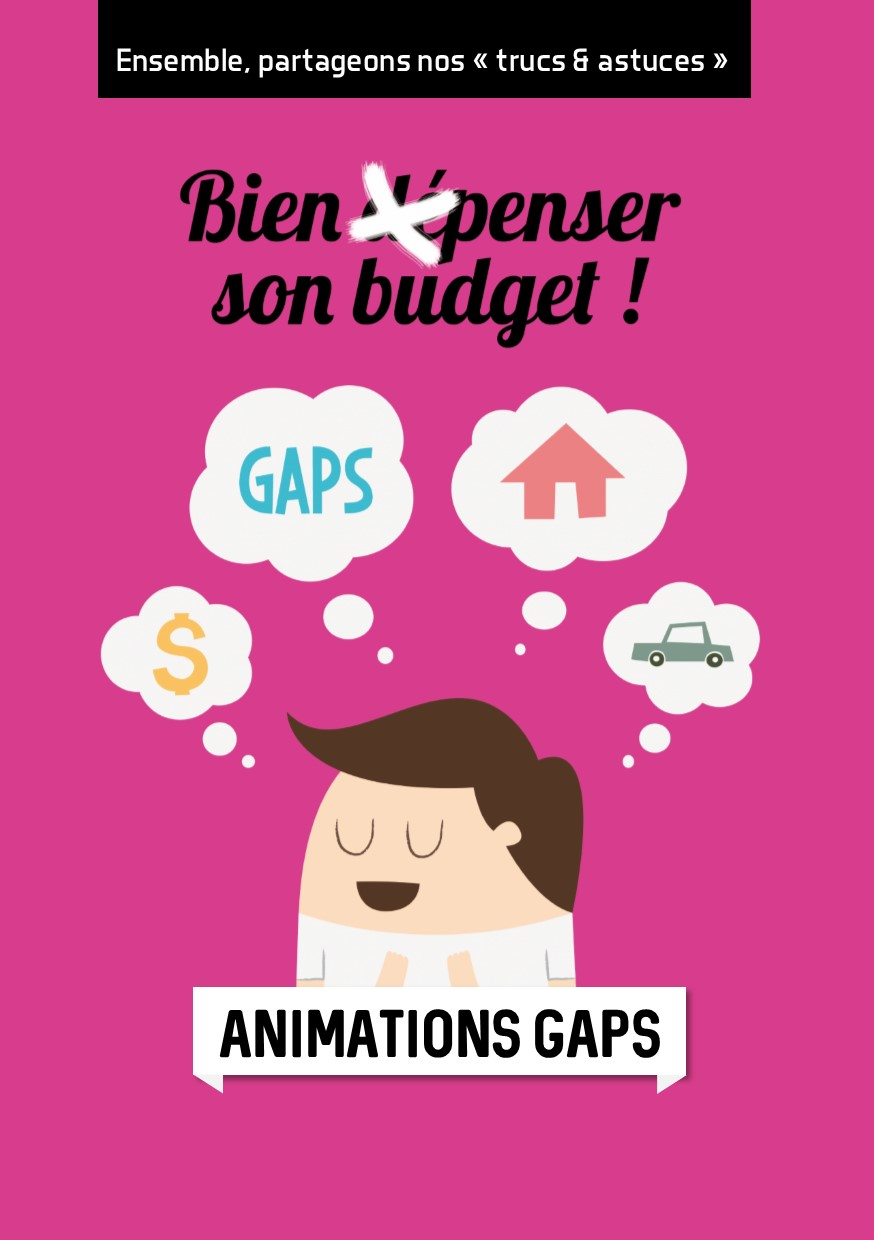 Ensemble, partageons nos « trucs & astuces »
Bien dépenser
son budget !
GAPS
$
ANIMATIONS GAPS